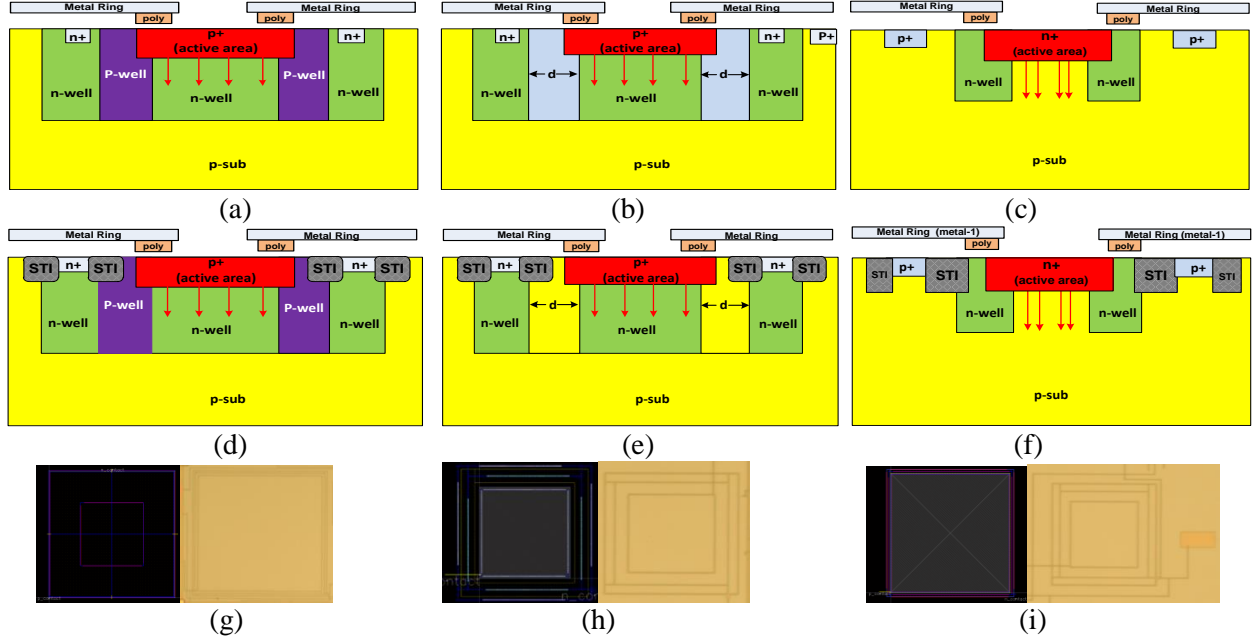 Metal Ring
Metal Ring
poly
poly
n+
p+
(active area)
n+
P-well
P-well
n-well
n-well
n-well
p-sub
(a)
Metal Ring
Metal Ring
poly
poly
n+
p+
(active area)
n+
P+
d
d
n-well
n-well
n-well
p-sub
(b)
Metal Ring
Metal Ring
poly
poly
p+
n+
(active area)
p+
n-well
n-well
p-sub
(c)
Metal Ring
Metal Ring
poly
poly
STI
n+
STI
p+
(active area)
STI
n+
STI
P-well
P-well
n-well
n-well
n-well
p-sub
(d)
Metal Ring
Metal Ring
poly
poly
STI
n+
STI
p+
(active area)
STI
n+
STI
d
d
n-well
n-well
n-well
p-sub
(e)
Metal Ring (metal-1)
Metal Ring (metal-1)
poly
poly
STI
p+
STI
n+
(active area)
STI
p+
STI
n-well
n-well
p-sub
(f)
(g)
(h)
(i)